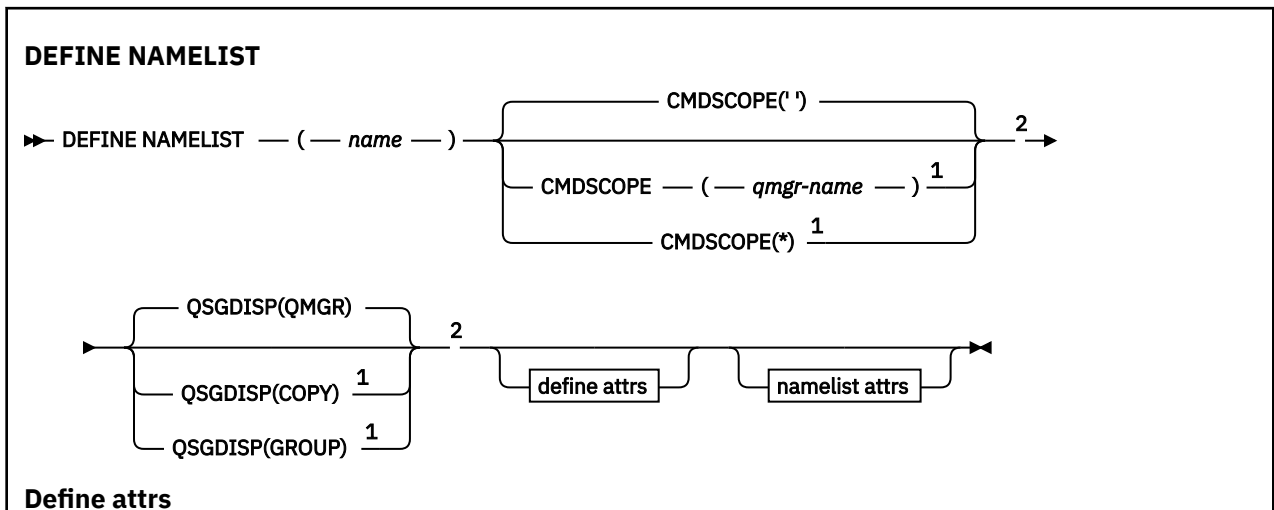 DEFINE NAMELIST
CMDSCOPE(' ')
DEFINE NAMELIST ( name ) 2
CMDSCOPE ( qmgr-name ) 1
CMDSCOPE(*) 1
QSGDISP(QMGR)
2
QSGDISP(COPY) 1
define attrs namelist attrs
QSGDISP(GROUP) 1
Define attrs